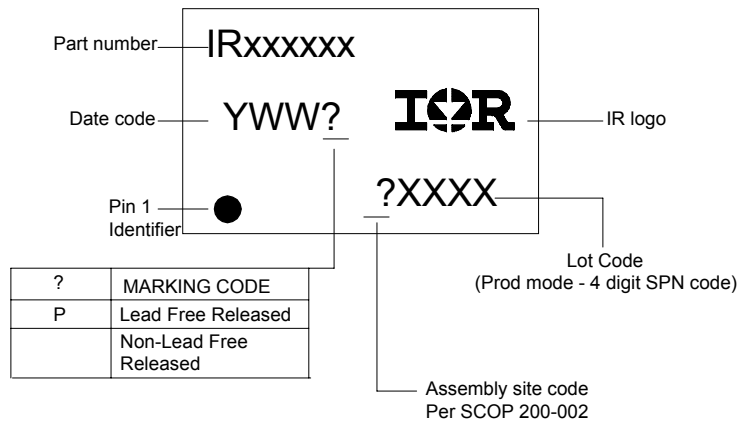 Part number
IRxxxxxx
Date code
YWW?
IOR
IR logo
?XXXX
Pin 1
Identifier
Lot Code
(Prod mode - 4 digit SPN code)
? MARKING CODE
P Lead Free Released
Non-Lead Free
Released
Assembly site code
Per SCOP 200-002